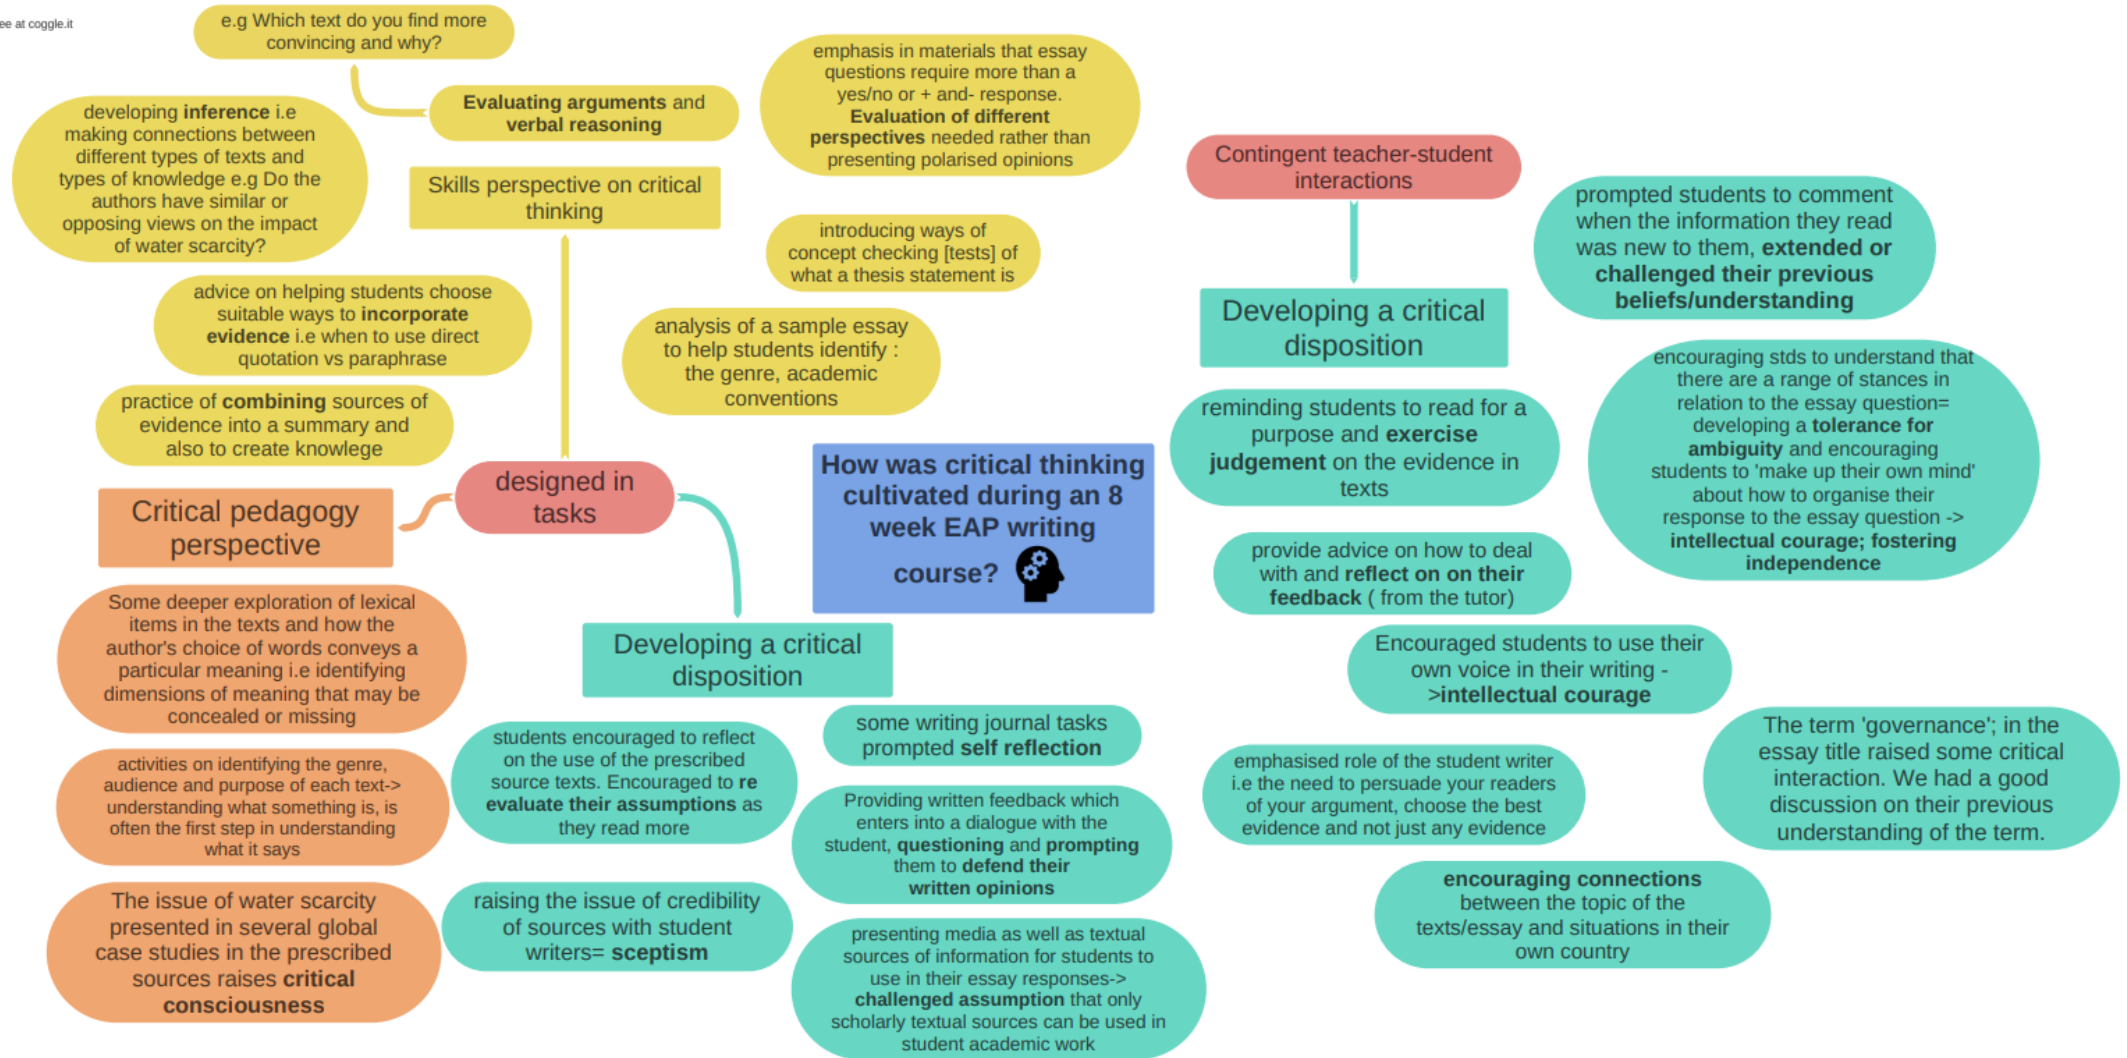 ee at coggle.it
e.g Which text do you find more
convincing and why?
Evaluating arguments and
verbal reasoning
emphasis in materials that essay
questions require more than a
yes/no or + and- response.
Evaluation of different
perspectives needed rather than
presenting polarised opinions
developing inference i.e
making connections between
different types of texts and
types of knowledge e.g Do the
authors have similar or
opposing views on the impact
of water scarcity?
Skills perspective on critical
thinking
introducing ways of
concept checking [tests] of
what a thesis statement is
advice on helping students choose
suitable ways to incorporate
evidence i.e when to use direct
quotation vs paraphrase
analysis of a sample essay
to help students identify :
the genre, academic
conventions
practice of combining sources of
evidence into a summary and
also to create knowlege
designed in
tasks
Critical pedagogy
perspective
Some deeper exploration of lexical
items in the texts and how the
author's choice of words conveys a
particular meaning i.e identifying
dimensions of meaning that may be
concealed or missing
activities on identifying the genre,
audience and purpose of each text->
understanding what something is, is
often the first step in understanding
what it says
The issue of water scarcity
presented in several global
case studies in the prescribed
sources raises critical
consciousness
Developing a critical
disposition
students encouraged to reflect
on the use of the prescribed
source texts. Encouraged to re
evaluate their assumptions as
they read more
raising the issue of credibility
of sources with student
writers= sceptism
some writing journal tasks
prompted self reflection
Providing written feedback which
enters into a dialogue with the
student, questioning and prompting
them to defend their
written opinions
presenting media as well as textual
sources of information for students to
use in their essay responses->
challenged assumption that only
scholarly textual sources can be used in
student academic work
How was critical thinking
cultivated during an 8
week EAP writing
course?
Contingent teacher-student
interactions
Developing a critical
disposition
prompted students to comment
when the information they read
was new to them, extended or
challenged their previous
beliefs/understanding
reminding students to read for a
purpose and exercise
judgement on the evidence in
texts
encouraging stds to understand that
there are a range of stances in
relation to the essay question=
developing a tolerance for
ambiguity and encouraging
students to 'make up their own mind'
about how to organise their
response to the essay question ->
intellectual courage; fostering
independence
provide advice on how to deal
with and reflect on on their
feedback ( from the tutor)
Encouraged students to use their
own voice in their writing -
>intellectual courage
emphasised role of the student writer
i.e the need to persuade your readers
of your argument, choose the best
evidence and not just any evidence
The term 'governance'; in the
essay title raised some critical
interaction. We had a good
discussion on their previous
understanding of the term.
encouraging connections
between the topic of the
texts/essay and situations in their
own country